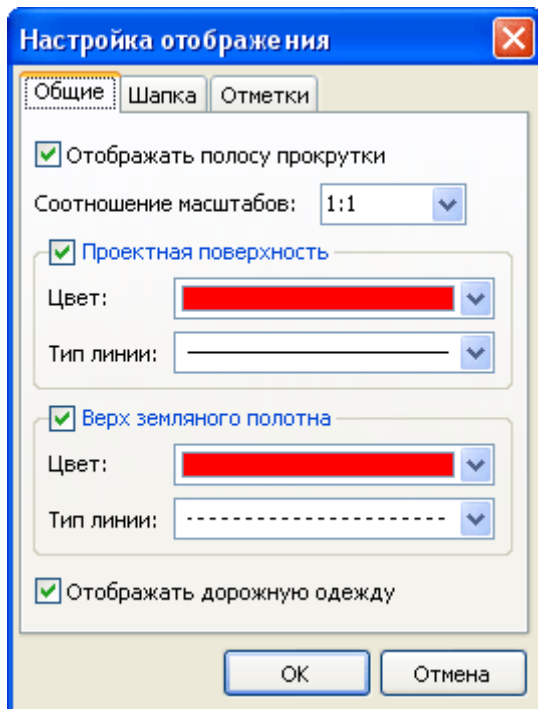 Настройка отображения
Общие Шапка Отметки
Отображать полосу прокрутки
Соотношение масштабов: 1:1
Проектная поверхность
Цвет:
Тип линии:
Верх земляного полотна
Цвет:
Тип линии:
Отображать дорожную одежду
ОК Отмена